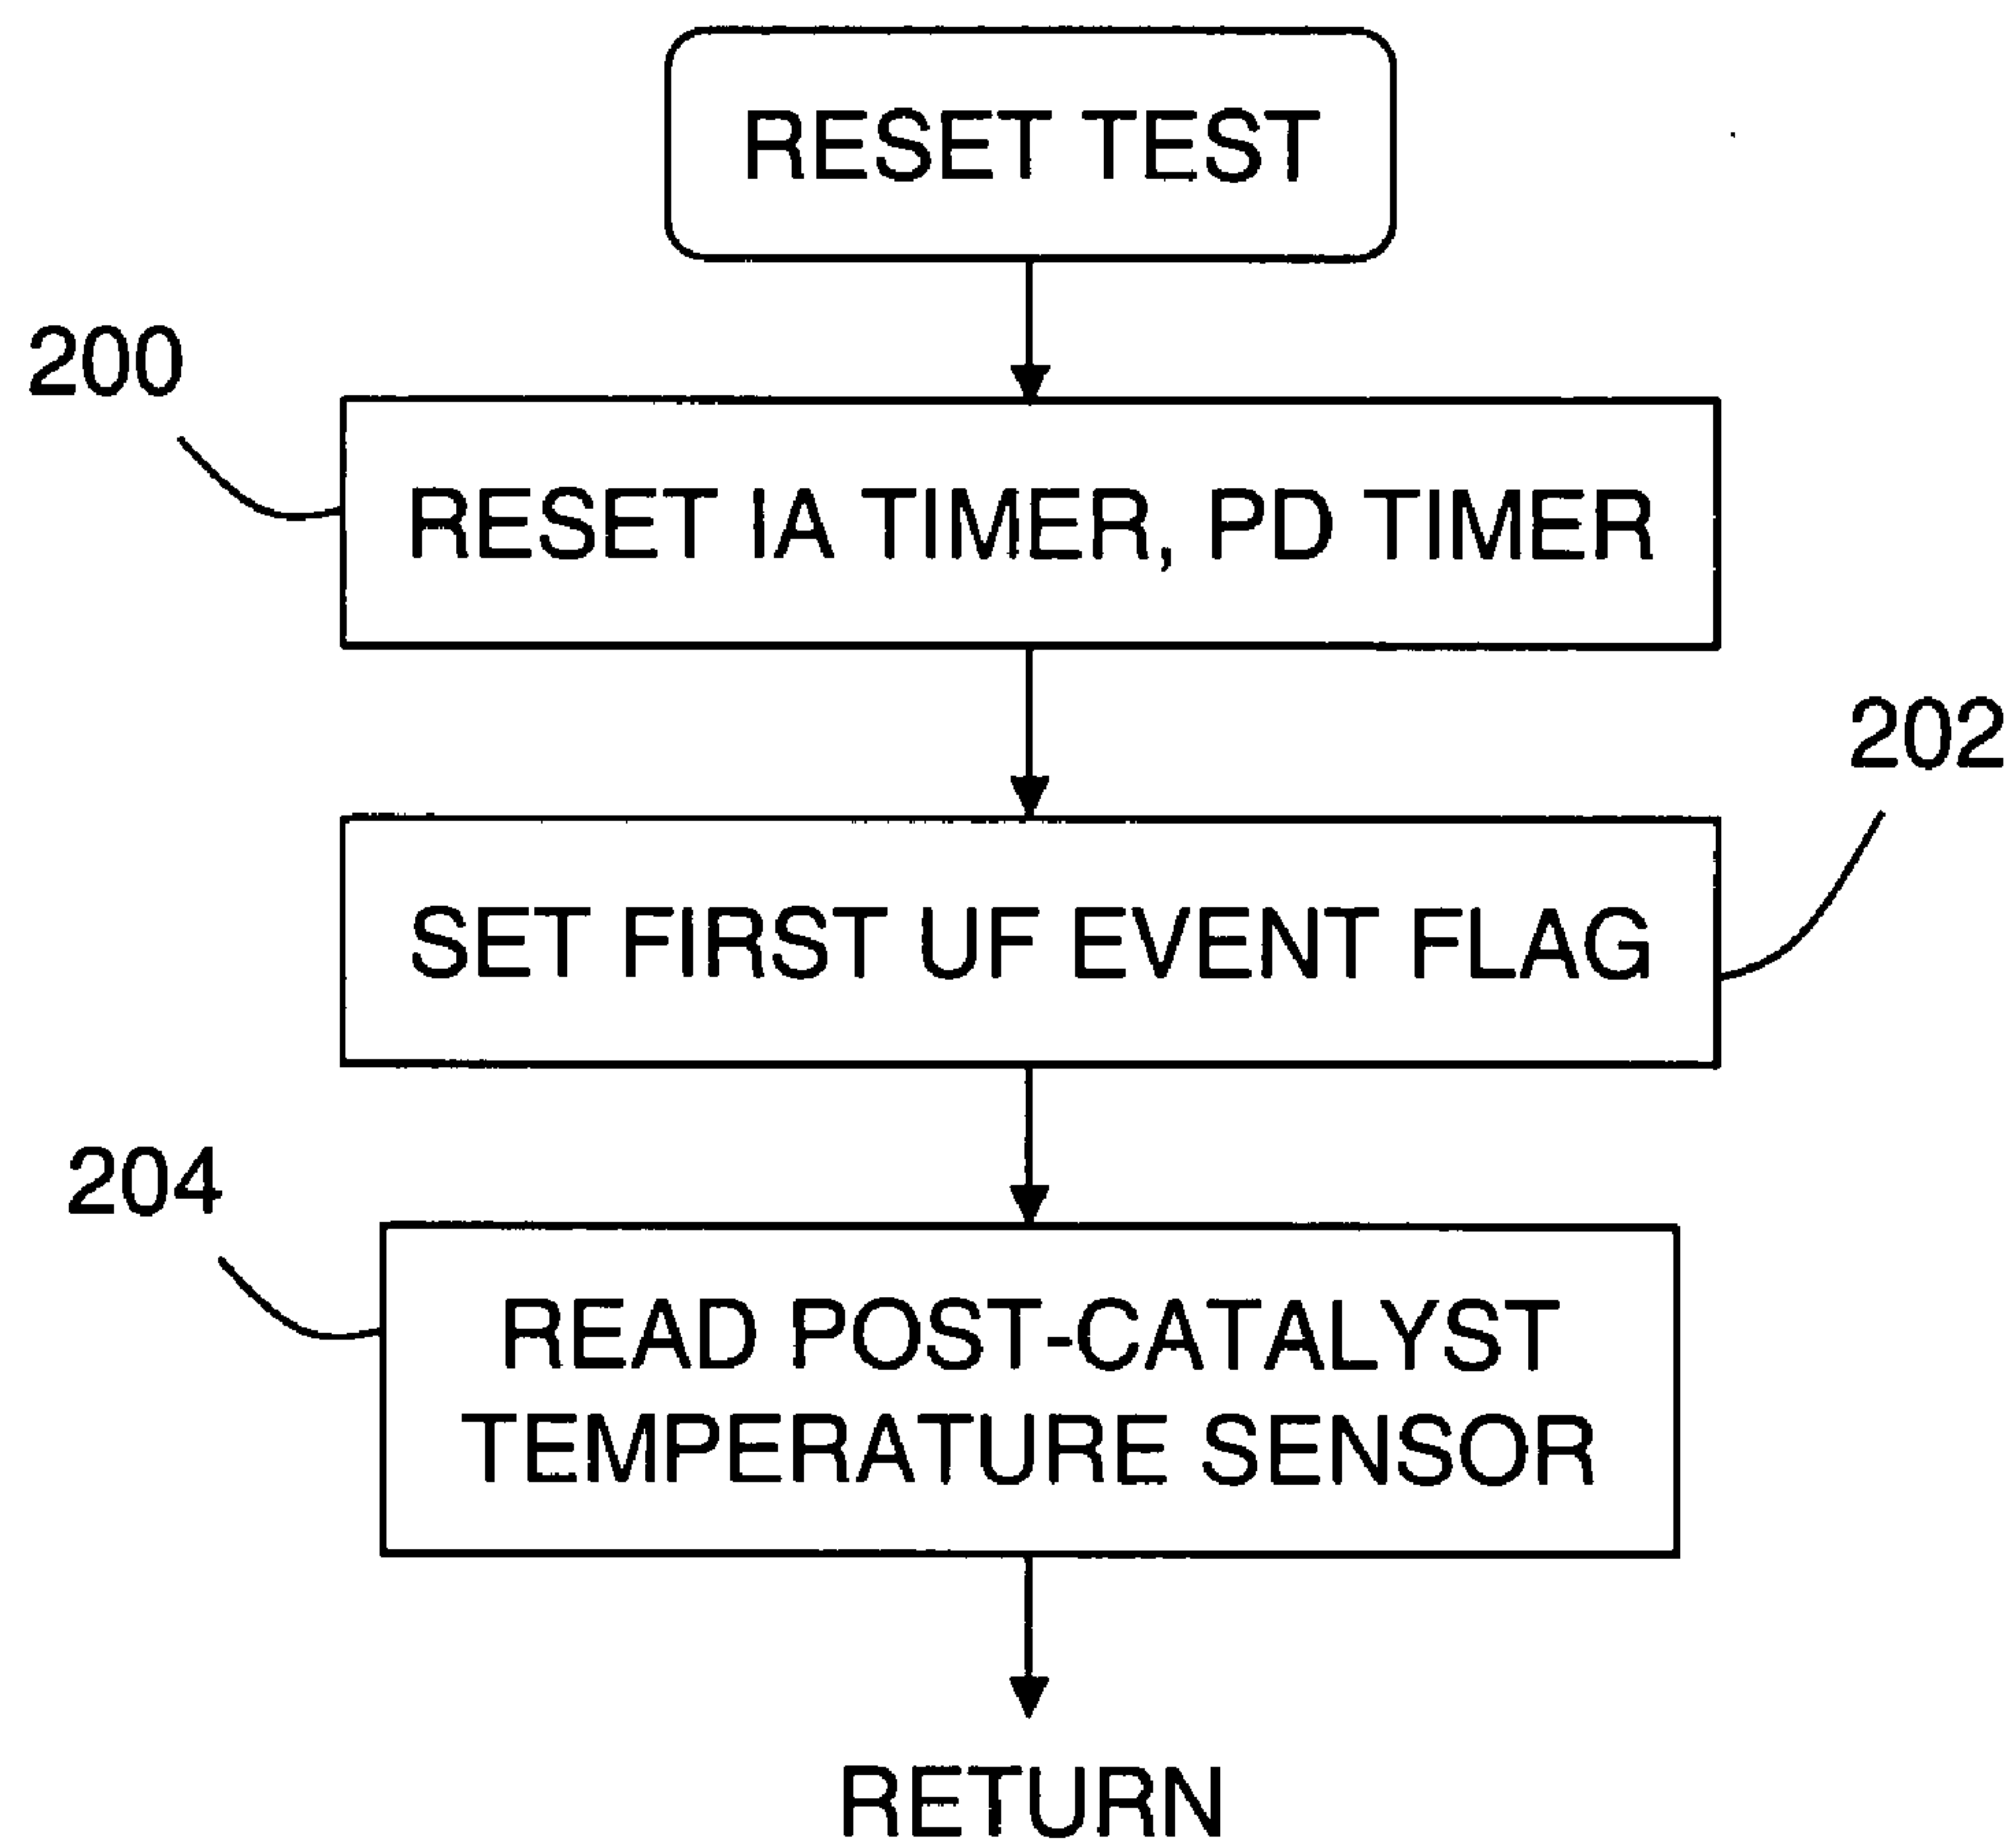 RESET TEST
200
RESET IA TIMER, PD TIMER
202
SET FIRST UF EVENT FLAG
204
READ POST-CATALYST
TEMPERATURE SENSOR
RETURN